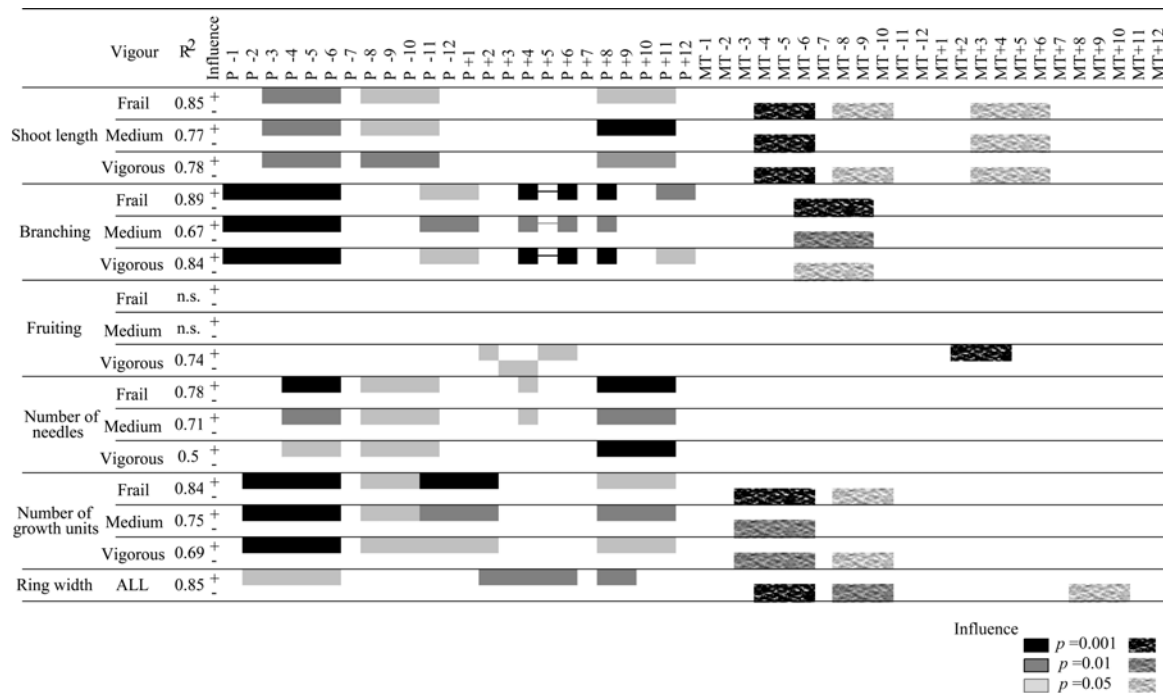 Vigour R2 Influence P -1 P -2 P -3 P -4 P -5 P -6 P -7 P -8 P -9 P -10 P -11 P -12 P +1 P +2 P +3 P +4 P +5 P +6 P +7 P +8 P +9 P +10 P +11 P +12 MT -1 MT -2 MT -3 MT -4 MT -5 MT -6 MT -7 MT -8 MT -9 MT -10 MT -11 MT -12 MT+1 MT+2 MT+3 MT+4 MT+5 MT+6 MT+7 MT+8 MT+9 MT+10 MT+11 MT+12
Frail 0.85 + -
Shoot length Medium 0.77 + -
Vigorous 0.78 + -
Frail 0.89 + -
Branching Medium 0.67 + -
Vigorous 0.84 + -
Frail n.s. + -
Fruiting Medium n.s. + -
Vigorous 0.74 + -
Frail 0.78 + -
Number of needles Medium 0.71 + -
Vigorous 0.5 + -
Frail 0.84 + -
Number of growth units Medium 0.75 + -
Vigorous 0.69 + -
Ring width ALL 0.85 + -
Influence
p =0.001
p =0.01
p =0.05